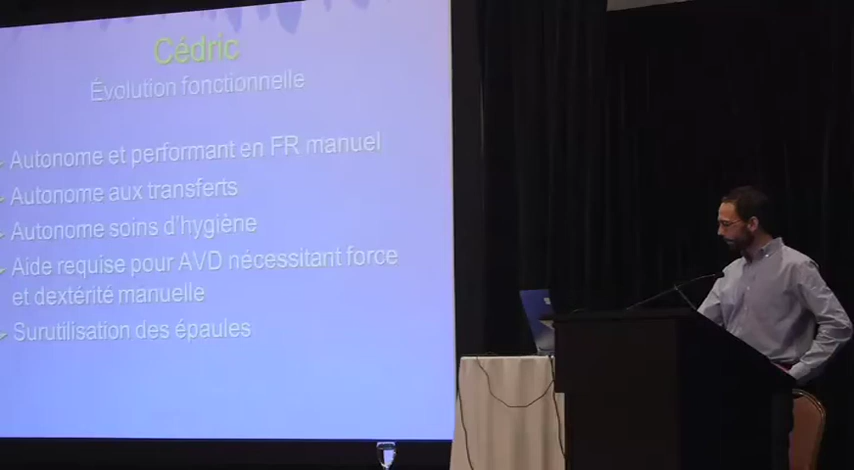 Cédric
Évolution fonctionnelle
Autonome et performant en FR manuel
Autonome aux transferts
Autonome soins d'hygiène
Aide requise pour AVD nécessitant force
et dextérité manuelle
Surutilisation des épaules